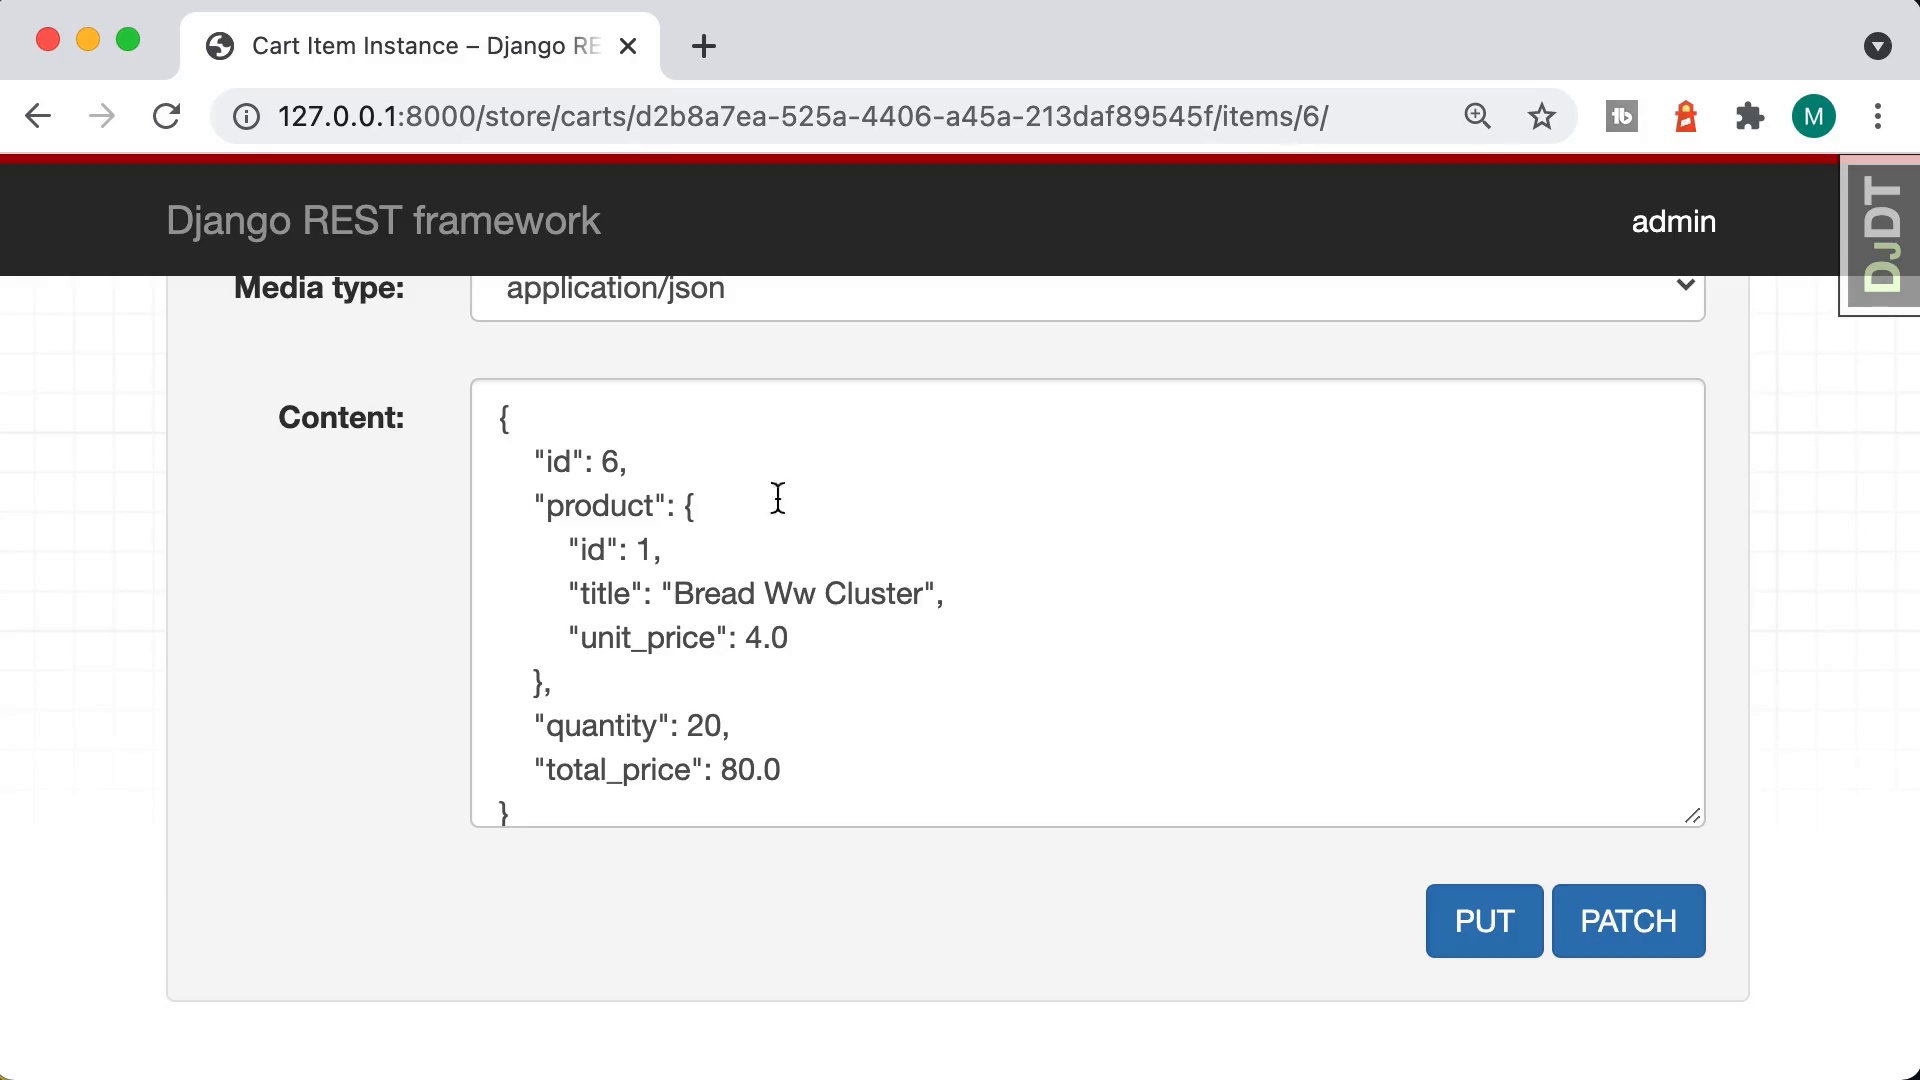 Cart Item Instance – Django RE
127.0.0.1:8000/store/carts/d2b8a7ea-525a-4406-a45a-213daf89545f/items/6/
tb
M
Django REST framework
admin
DjDT
Media type:
application/json
Content:
{
"id": 6,
"product": {
"id": 1,
"title": "Bread Ww Cluster",
"unit_price": 4.0
},
"quantity": 20,
"total_price": 80.0
}
PUT
PATCH